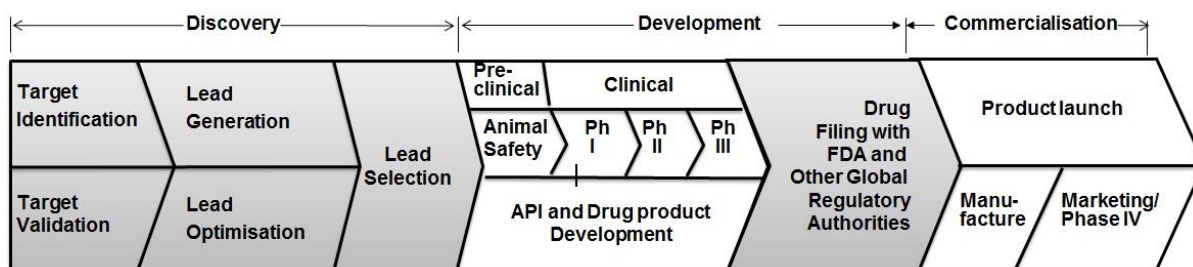 Discovery
Development
Commercialisation
Target
Identification
Lead
Generation
Target
Validation
Lead
Optimisation
Lead
Selection
Pre-
clinical
Clinical
Animal
Safety
Ph
I
Ph
II
Ph
III
API and Drug product
Development
Drug
Filing with
FDA and
Other Global
Regulatory
Authorities
Product launch
Manu-
facture
Marketing/
Phase IV